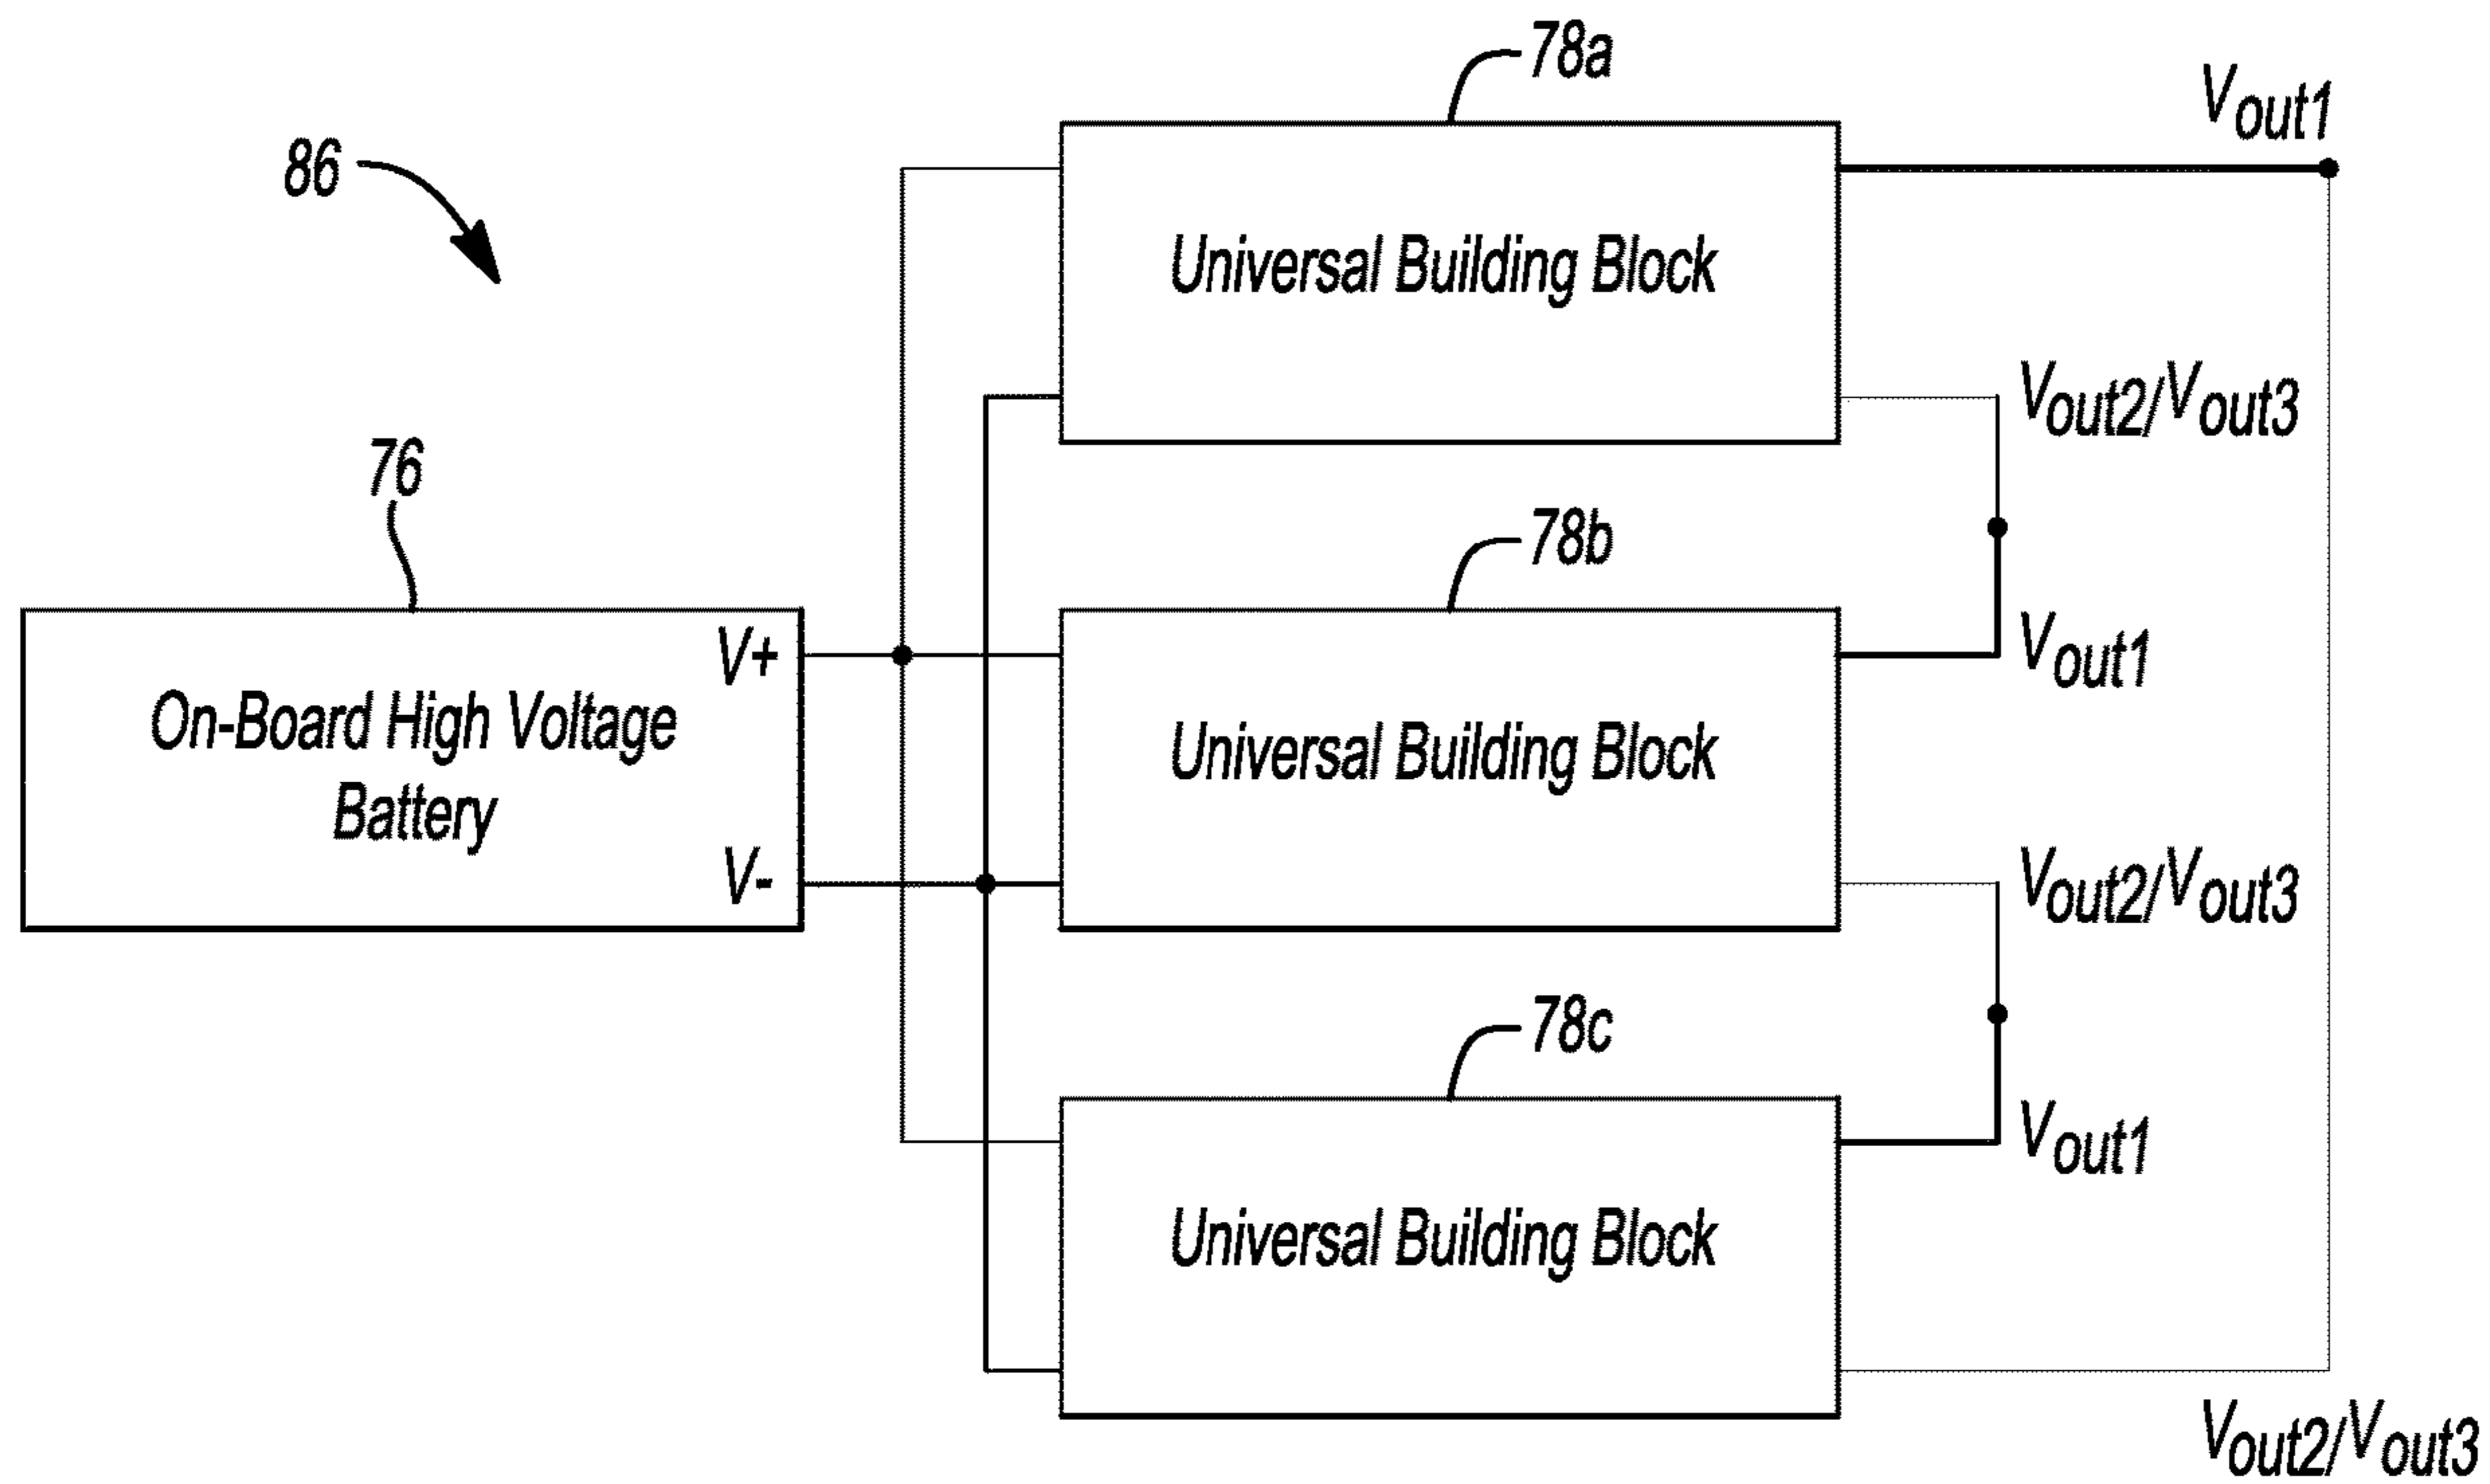 78a
Vout1
86
Universal Building Block
Vout2/Vout3
76
78b
V+
Vout1
On-Board High Voltage
Battery
Universal Building Block
V-
Vout2/Vout3
78c
Vout1
Universal Building Block
Vout2/Vout3